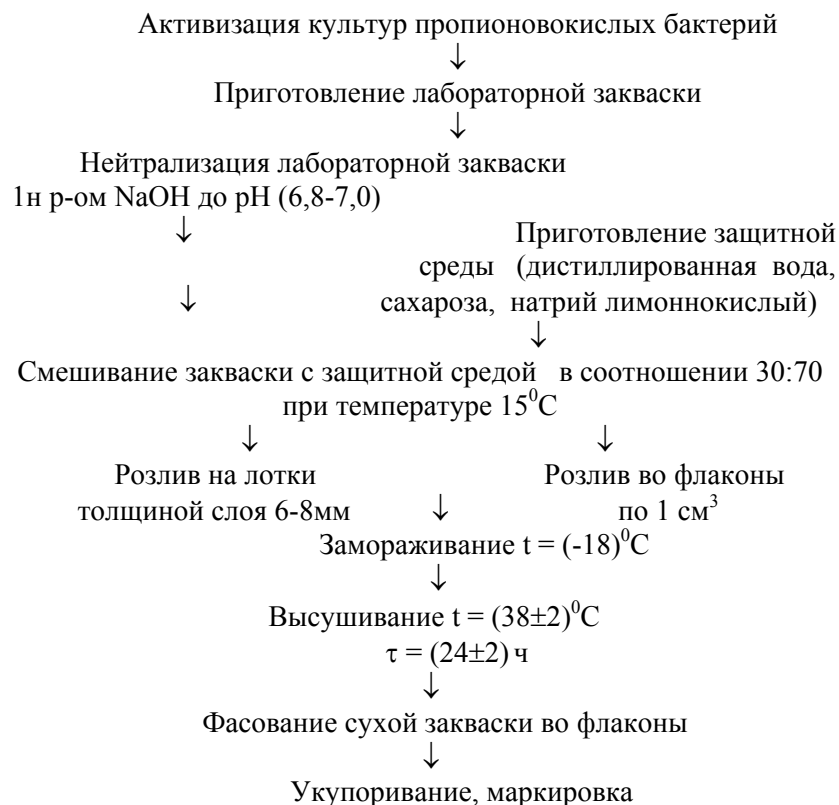 Активизация культур пропионовокислых бактерий
↓
Приготовление лабораторной закваски
↓
Нейтрализация лабораторной закваски
1н р-ом NaOH до pH (6,8-7,0)
↓
Приготовление защитной
среды (дистиллированная вода,
↓
сахароза, натрий лимоннокислый)
↓
Смешивание закваски с защитной средой в соотношении 30:70
при температуре 15⁰С
↓ ↓
Розлив на лотки
толщиной слоя 6-8мм
Розлив во флаконы
по 1 см³
↓
Замораживание t = (-18)⁰С
↓
Высушивание t = (38±2)⁰С
τ = (24±2) ч
↓
Фасование сухой закваски во флаконы
↓
Укупоривание, маркировка